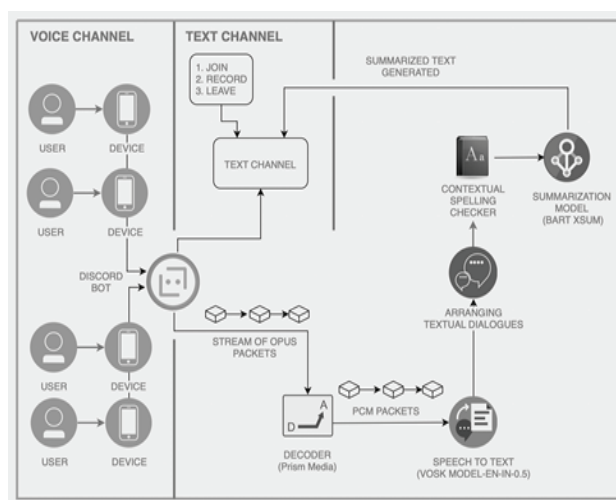 VOICE CHANNEL
TEXT CHANNEL
1. JOIN
2. RECORD
3. LEAVE
SUMMARIZED TEXT
GENERATED
USER
DEVICE
TEXT CHANNEL
Aa
CONTEXTUAL
SPELLING
CHECKER
SUMMARIZATION
MODEL
(BART XSUM)
USER
DEVICE
DISCORD
BOT
ARRANGING
TEXTUAL DIALOGUES
STREAM OF OPUS
PACKETS
USER
DEVICE
PCM PACKETS
D
A
USER
DEVICE
DECODER
(Prism Media)
SPEECH TO TEXT
(VOSK MODEL-EN-IN-0.5)